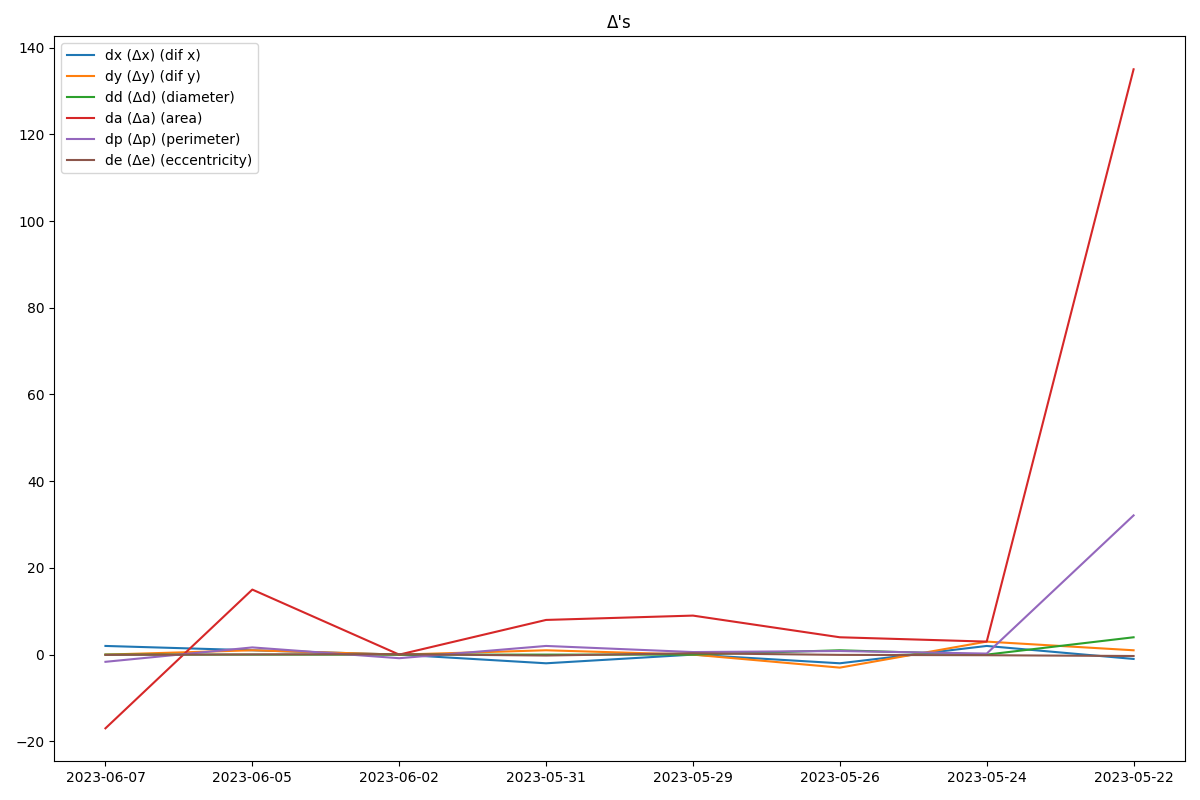 Δ's
dx (Δx) (dif x)
dy (Δy) (dif y)
dd (Δd) (diameter)
da (Δa) (area)
dp (Δp) (perimeter)
de (Δe) (eccentricity)
140
120
100
80
60
40
20
0
−20
2023-06-07 2023-06-05 2023-06-02 2023-05-31 2023-05-29 2023-05-26 2023-05-24 2023-05-22